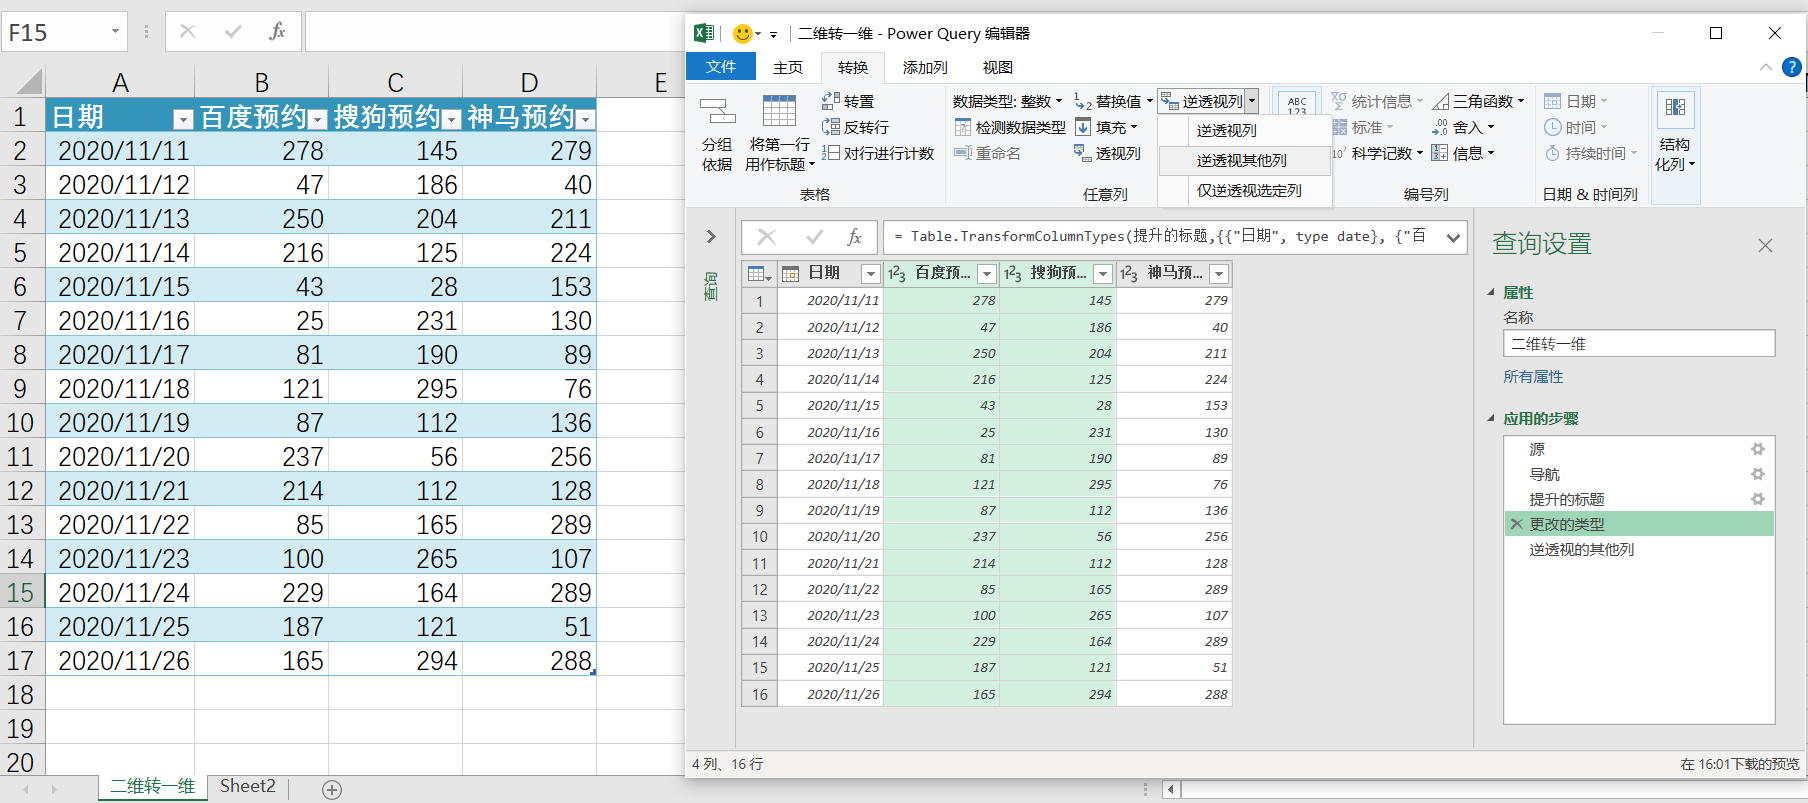 F15
fx
A B C D E
1 日期 百度预约 搜狗预约 神马预约
2 2020/11/11 278 145 279
3 2020/11/12 47 186 40
4 2020/11/13 250 204 211
5 2020/11/14 216 125 224
6 2020/11/15 43 28 153
7 2020/11/16 25 231 130
8 2020/11/17 81 190 89
9 2020/11/18 121 295 76
10 2020/11/19 87 112 136
11 2020/11/20 237 56 256
12 2020/11/21 214 112 128
13 2020/11/22 85 165 289
14 2020/11/23 100 265 107
15 2020/11/24 229 164 289
16 2020/11/25 187 121 51
17 2020/11/26 165 294 288
18
19
20
二维转一维 Sheet2
二维转一维 - Power Query 编辑器
文件 主页 转换 添加列 视图
分组
依据
将第一行
用作标题
转置
反转行
对行进行计数
表格
数据类型: 整数
检测数据类型
重命名
替换值
填充
透视列
逆透视列
任意列
逆透视列
逆透视其他列
仅逆透视选定列
ABC
123
统计信息
标准
科学记数
三角函数
舍入
信息
编号列
日期
时间
持续时间
日期 & 时间列
结构
化列
查询
fx
= Table.TransformColumnTypes(提升的标题,{{"日期", type date}, {"百
日期 123 百度预... 123 搜狗预... 123 神马预...
1 2020/11/11 278 145 279
2 2020/11/12 47 186 40
3 2020/11/13 250 204 211
4 2020/11/14 216 125 224
5 2020/11/15 43 28 153
6 2020/11/16 25 231 130
7 2020/11/17 81 190 89
8 2020/11/18 121 295 76
9 2020/11/19 87 112 136
10 2020/11/20 237 56 256
11 2020/11/21 214 112 128
12 2020/11/22 85 165 289
13 2020/11/23 100 265 107
14 2020/11/24 229 164 289
15 2020/11/25 187 121 51
16 2020/11/26 165 294 288
查询设置
属性
名称
二维转一维
所有属性
应用的步骤
源
导航
提升的标题
更改的类型
逆透视的其他列
4 列、16 行
在 16:01下载的预览